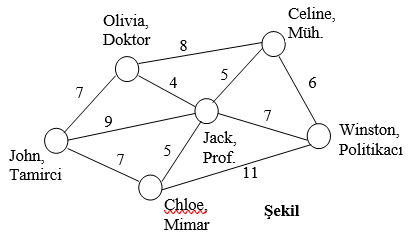 Celine,
Müh.
Olivia,
Doktor
8
5
4
6
7
9
7
Jack,
Prof.
Winston,
Politikacı
John,
Tamirci
7
5
11
Chloe,
Mimar
Şekil